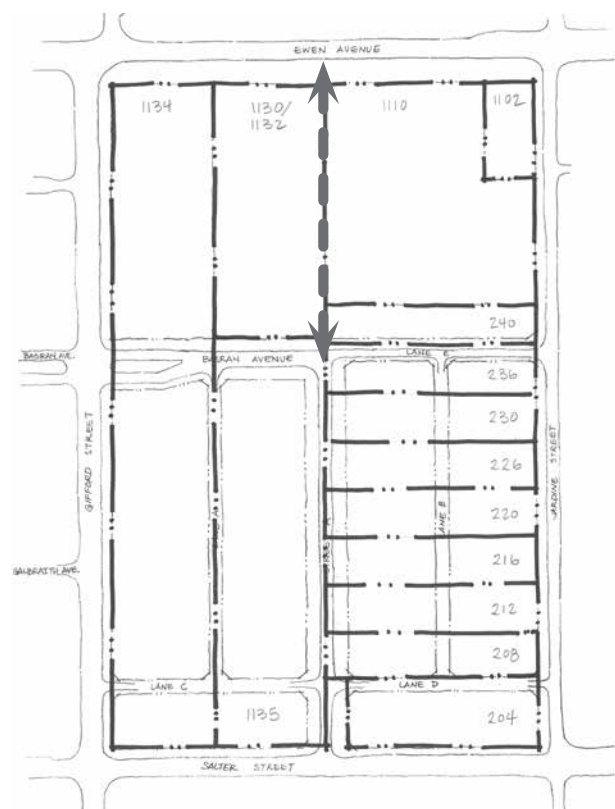 EWEN AVENUE
1134
1130/
1132
1110
1102
240
BASRAN AVE.
BASRAN AVENUE
LANE E
236
230
GIFFORD STREET
226
JARDINE STREET
220
LANE B
216
GALBRAITH AVE.
212
208
LANE C
LANE D
1135
204
SALTER STREET